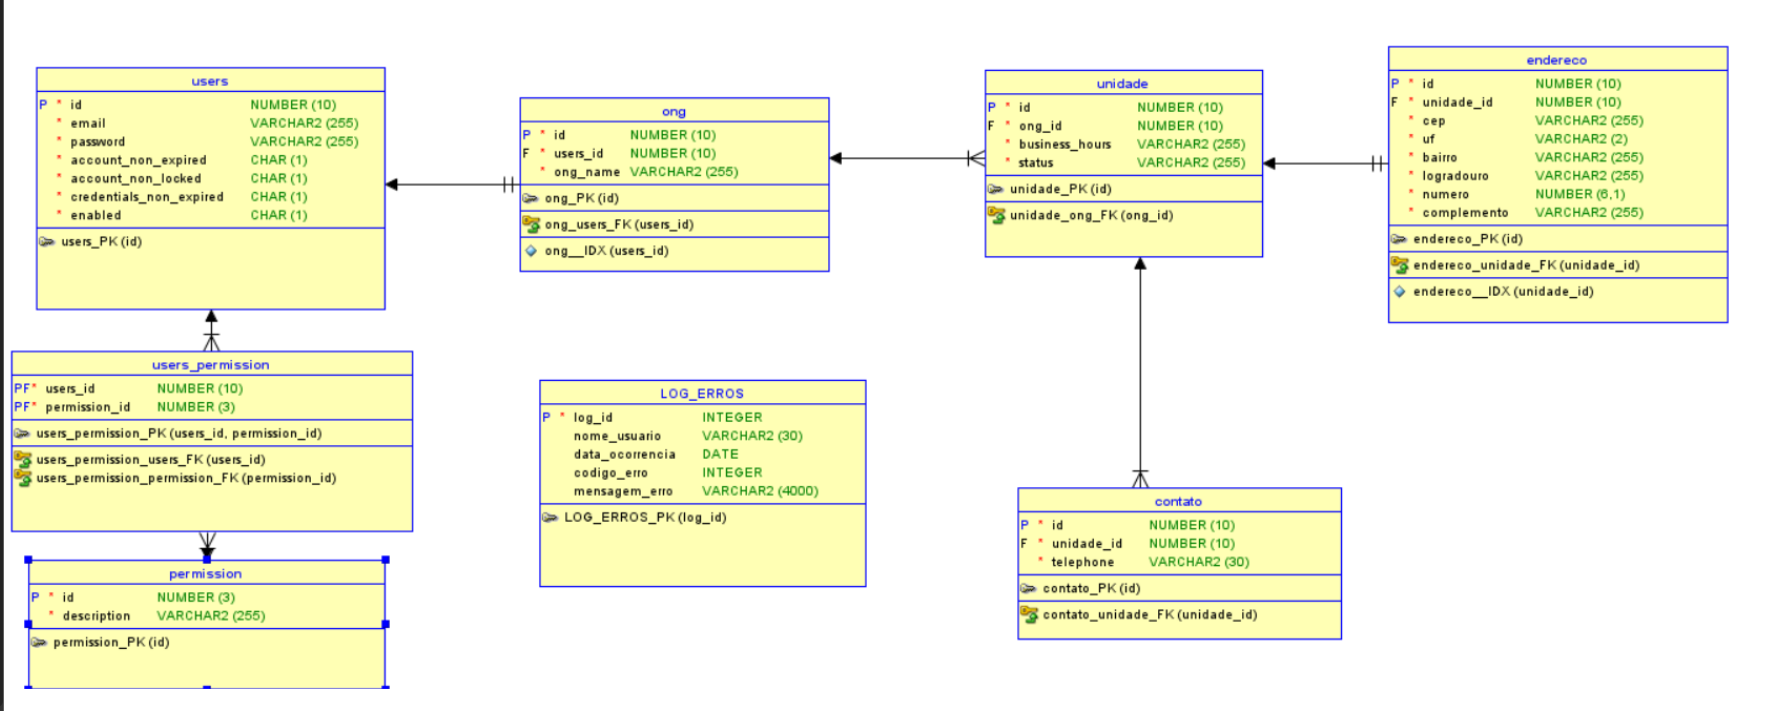 users
P * id NUMBER (10)
* email VARCHAR2 (255)
* password VARCHAR2 (255)
* account_non_expired CHAR (1)
* account_non_locked CHAR (1)
* credentials_non_expired CHAR (1)
* enabled CHAR (1)
users_PK (id)
ong
P * id NUMBER (10)
F * users_id NUMBER (10)
* ong_name VARCHAR2 (255)
ong_PK (id)
ong_users_FK (users_id)
ong__IDX (users_id)
unidade
P * id NUMBER (10)
F * ong_id NUMBER (10)
* business_hours VARCHAR2 (255)
* status VARCHAR2 (255)
unidade_PK (id)
unidade_ong_FK (ong_id)
endereco
P * id NUMBER (10)
F * unidade_id NUMBER (10)
* cep VARCHAR2 (255)
* uf VARCHAR2 (2)
* bairro VARCHAR2 (255)
* logradouro VARCHAR2 (255)
* numero NUMBER (6,1)
* complemento VARCHAR2 (255)
endereco_PK (id)
endereco_unidade_FK (unidade_id)
endereco__IDX (unidade_id)
users_permission
PF* users_id NUMBER (10)
PF* permission_id NUMBER (3)
users_permission_PK (users_id, permission_id)
users_permission_users_FK (users_id)
users_permission_permission_FK (permission_id)
permission
P * id NUMBER (3)
* description VARCHAR2 (255)
permission_PK (id)
LOG_ERROS
P * log_id INTEGER
nome_usuario VARCHAR2 (30)
data_ocorrencia DATE
codigo_erro INTEGER
mensagem_erro VARCHAR2 (4000)
LOG_ERROS_PK (log_id)
contato
P * id NUMBER (10)
F * unidade_id NUMBER (10)
* telephone VARCHAR2 (30)
contato_PK (id)
contato_unidade_FK (unidade_id)